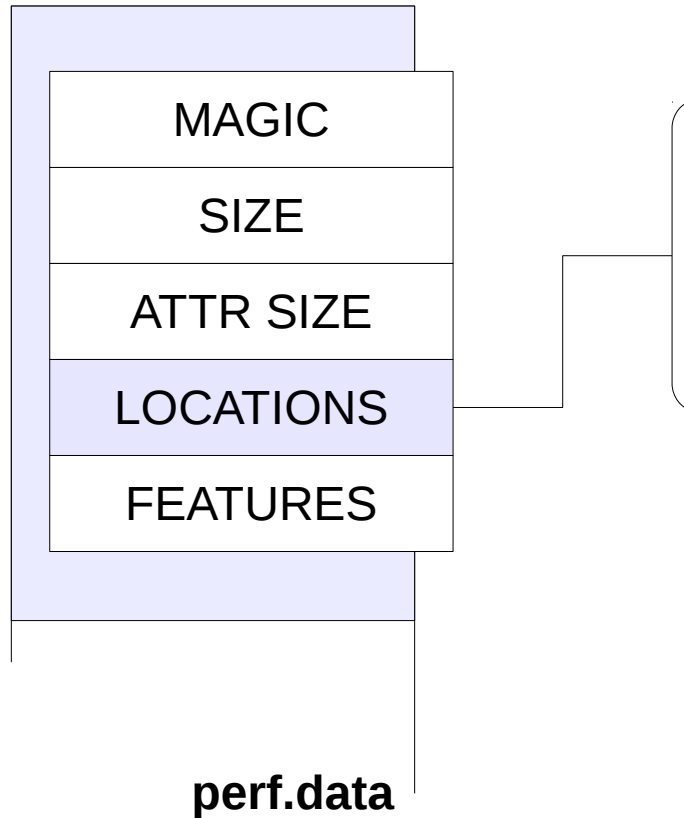 MAGIC
SIZE
ATTR SIZE
LOCATIONS
FEATURES
perf.data